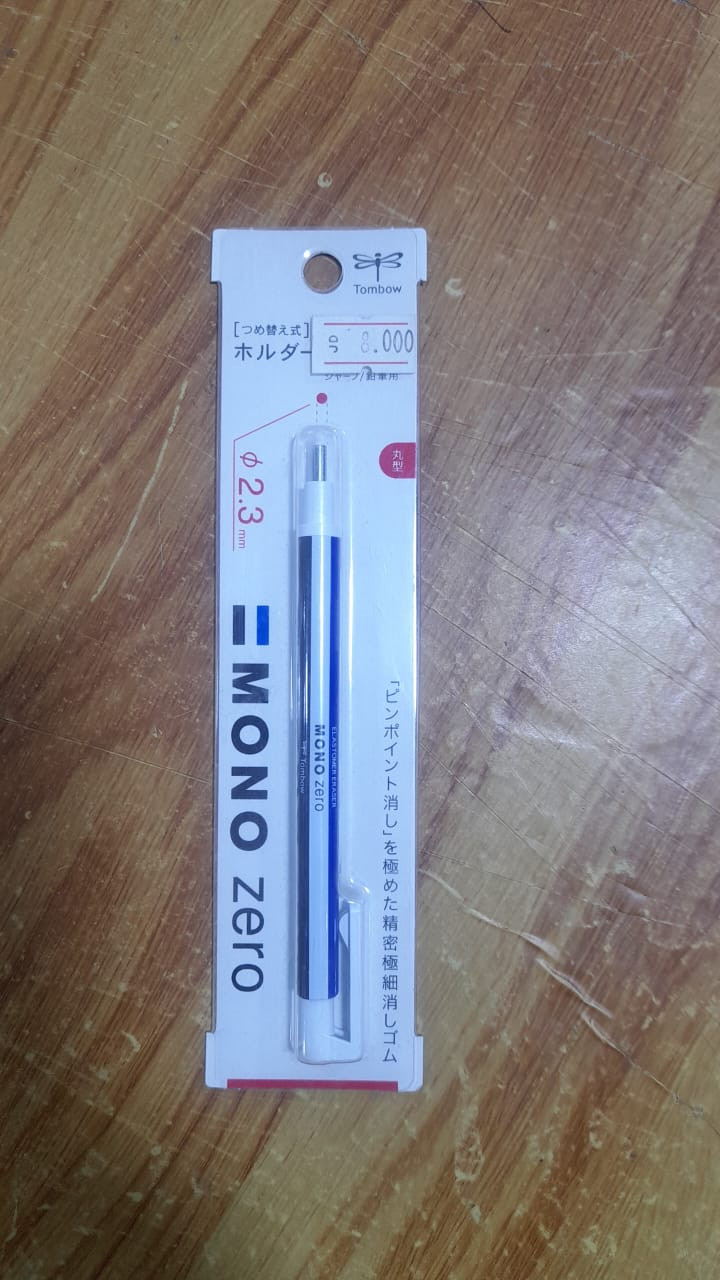 Tombow
[つめ替え式]
ホルダー
8.000
シャープ/鉛筆用
丸型
φ2.3mm
MONO zero
ELASTOMER ERASER
MONO zero
Tombow
「ピンポイント消し」を極めた精密極細消しゴム